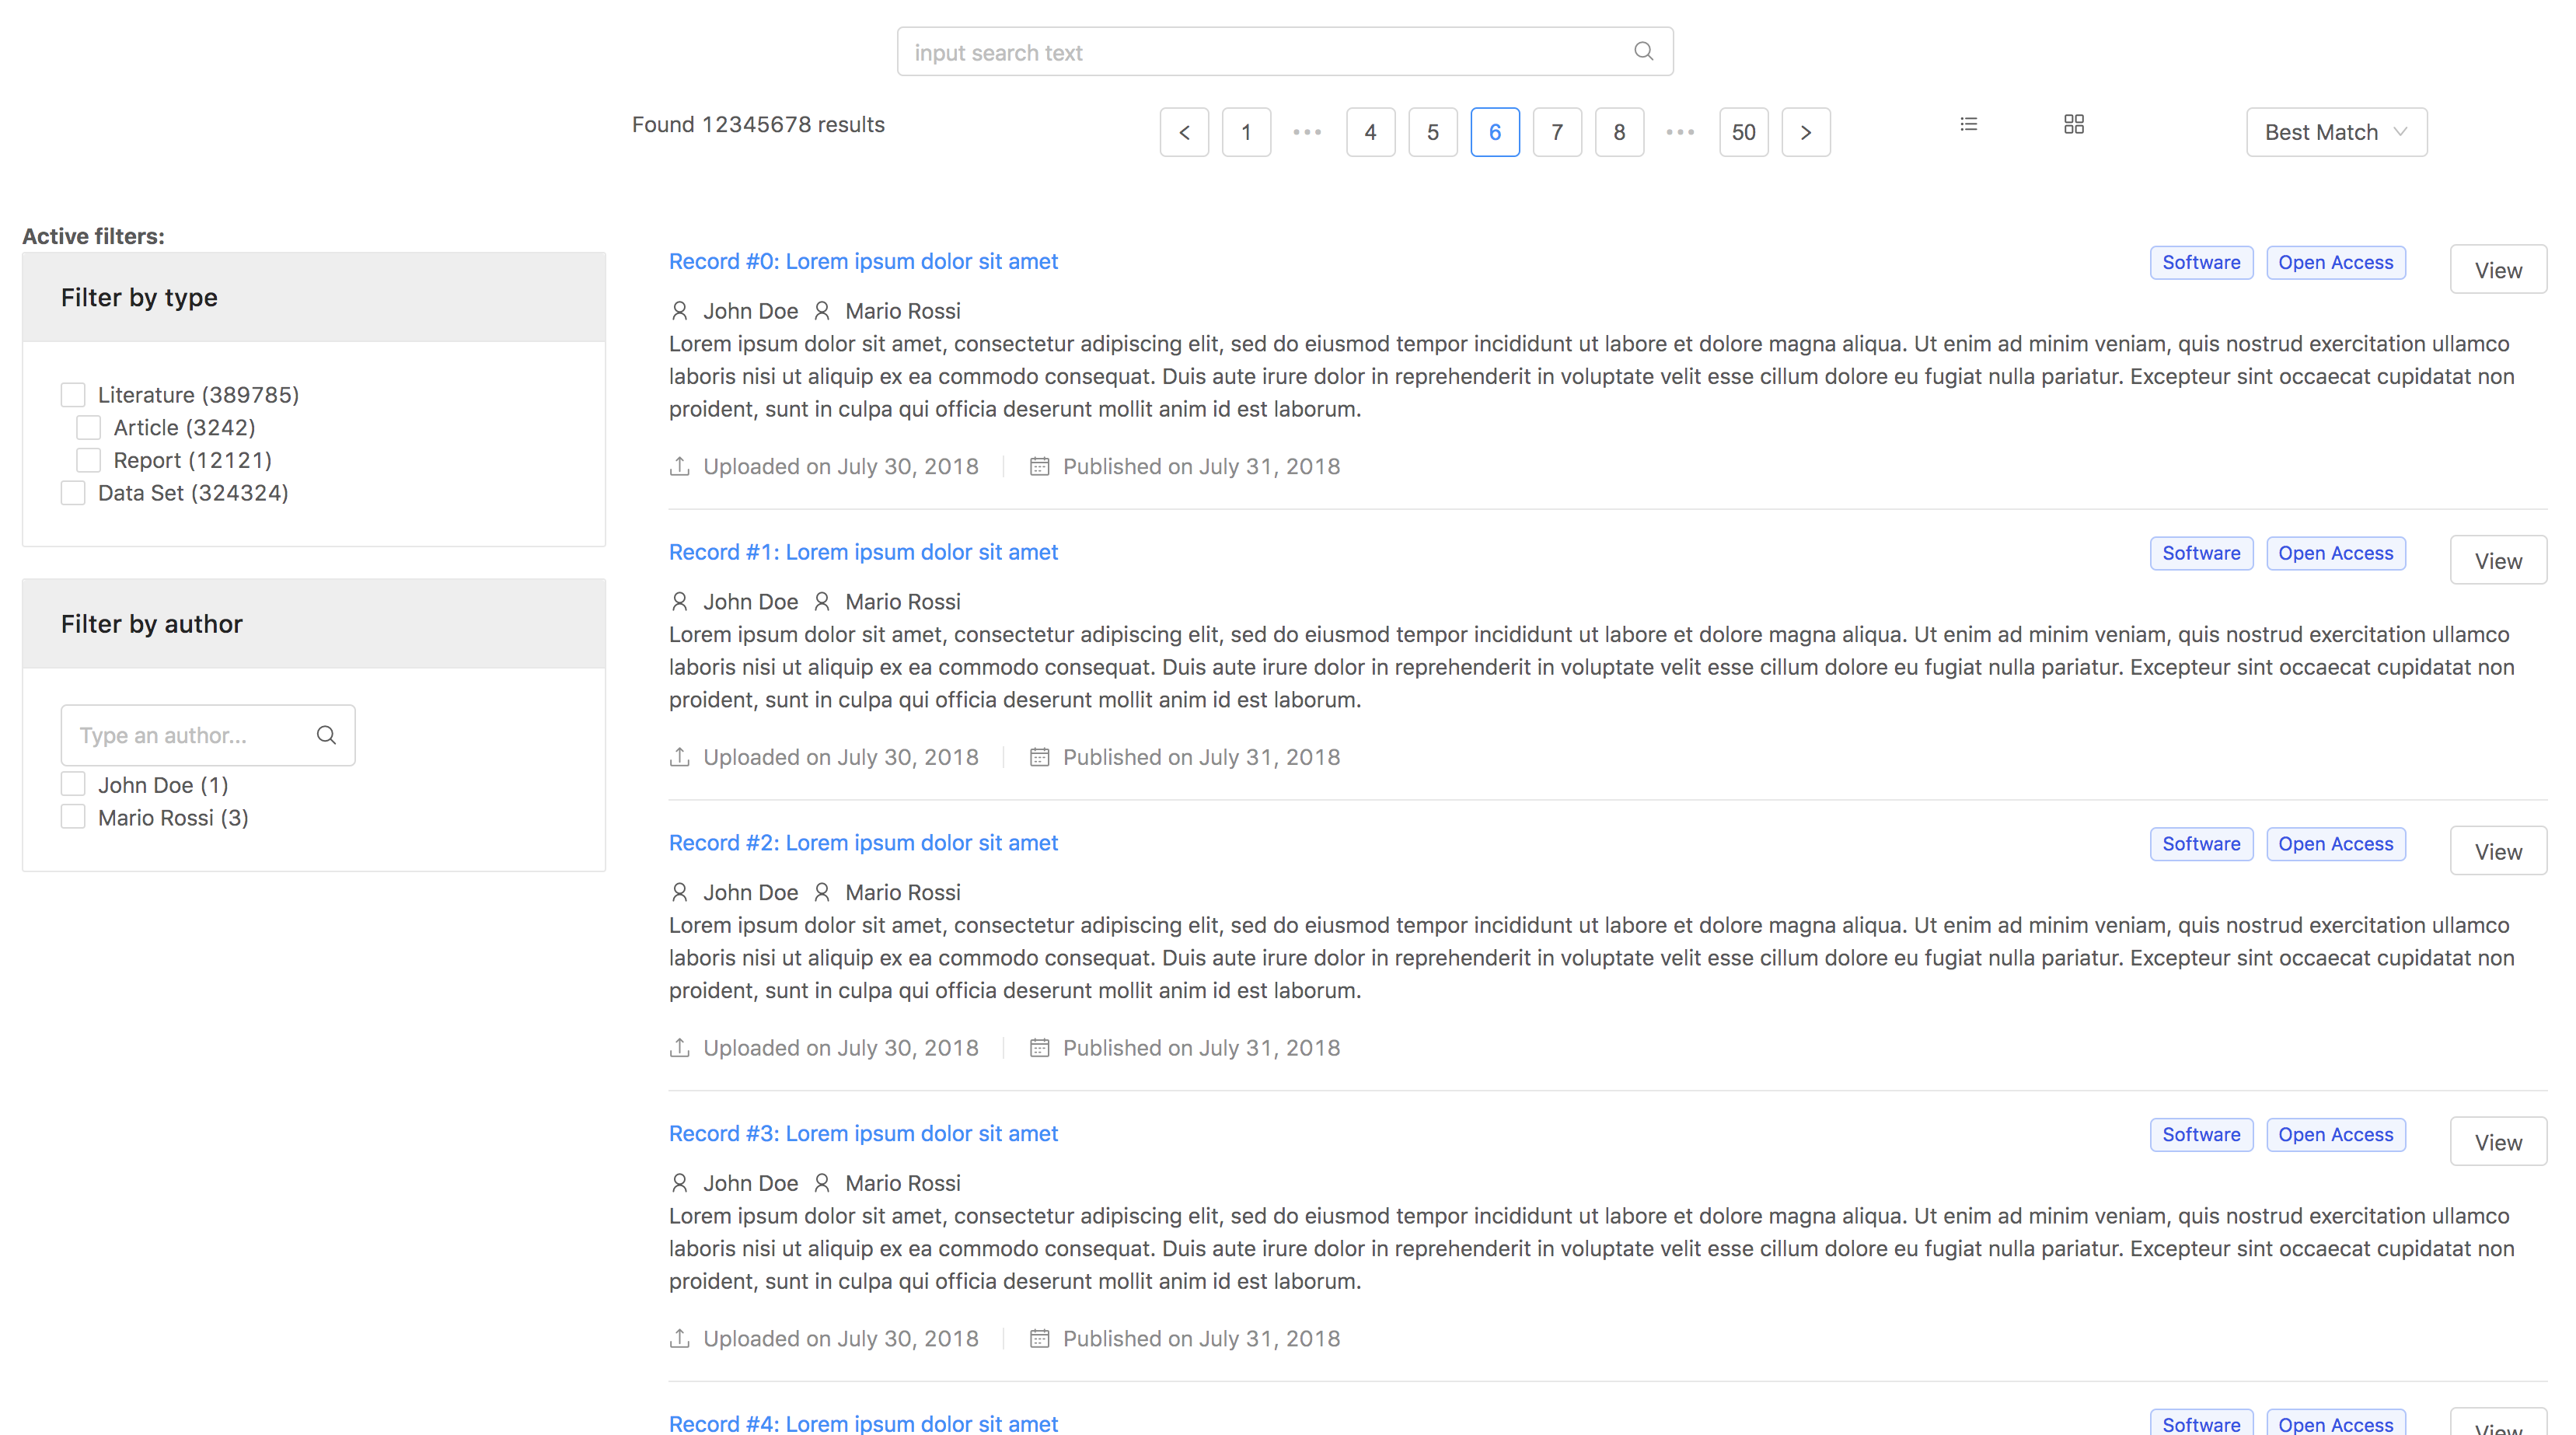 input search text
Found 12345678 results
< 1 ••• 4 5 6 7 8 ••• 50 >
Best Match
Active filters:
Filter by type
Literature (389785)
Article (3242)
Report (12121)
Data Set (324324)
Filter by author
Type an author...
John Doe (1)
Mario Rossi (3)
Record #0: Lorem ipsum dolor sit amet
Software Open Access View
John Doe Mario Rossi
Lorem ipsum dolor sit amet, consectetur adipiscing elit, sed do eiusmod tempor incididunt ut labore et dolore magna aliqua. Ut enim ad minim veniam, quis nostrud exercitation ullamco
laboris nisi ut aliquip ex ea commodo consequat. Duis aute irure dolor in reprehenderit in voluptate velit esse cillum dolore eu fugiat nulla pariatur. Excepteur sint occaecat cupidatat non
proident, sunt in culpa qui officia deserunt mollit anim id est laborum.
Uploaded on July 30, 2018 Published on July 31, 2018
Record #1: Lorem ipsum dolor sit amet
Software Open Access View
John Doe Mario Rossi
Lorem ipsum dolor sit amet, consectetur adipiscing elit, sed do eiusmod tempor incididunt ut labore et dolore magna aliqua. Ut enim ad minim veniam, quis nostrud exercitation ullamco
laboris nisi ut aliquip ex ea commodo consequat. Duis aute irure dolor in reprehenderit in voluptate velit esse cillum dolore eu fugiat nulla pariatur. Excepteur sint occaecat cupidatat non
proident, sunt in culpa qui officia deserunt mollit anim id est laborum.
Uploaded on July 30, 2018 Published on July 31, 2018
Record #2: Lorem ipsum dolor sit amet
Software Open Access View
John Doe Mario Rossi
Lorem ipsum dolor sit amet, consectetur adipiscing elit, sed do eiusmod tempor incididunt ut labore et dolore magna aliqua. Ut enim ad minim veniam, quis nostrud exercitation ullamco
laboris nisi ut aliquip ex ea commodo consequat. Duis aute irure dolor in reprehenderit in voluptate velit esse cillum dolore eu fugiat nulla pariatur. Excepteur sint occaecat cupidatat non
proident, sunt in culpa qui officia deserunt mollit anim id est laborum.
Uploaded on July 30, 2018 Published on July 31, 2018
Record #3: Lorem ipsum dolor sit amet
Software Open Access View
John Doe Mario Rossi
Lorem ipsum dolor sit amet, consectetur adipiscing elit, sed do eiusmod tempor incididunt ut labore et dolore magna aliqua. Ut enim ad minim veniam, quis nostrud exercitation ullamco
laboris nisi ut aliquip ex ea commodo consequat. Duis aute irure dolor in reprehenderit in voluptate velit esse cillum dolore eu fugiat nulla pariatur. Excepteur sint occaecat cupidatat non
proident, sunt in culpa qui officia deserunt mollit anim id est laborum.
Uploaded on July 30, 2018 Published on July 31, 2018
Record #4: Lorem ipsum dolor sit amet
Software Open Access View